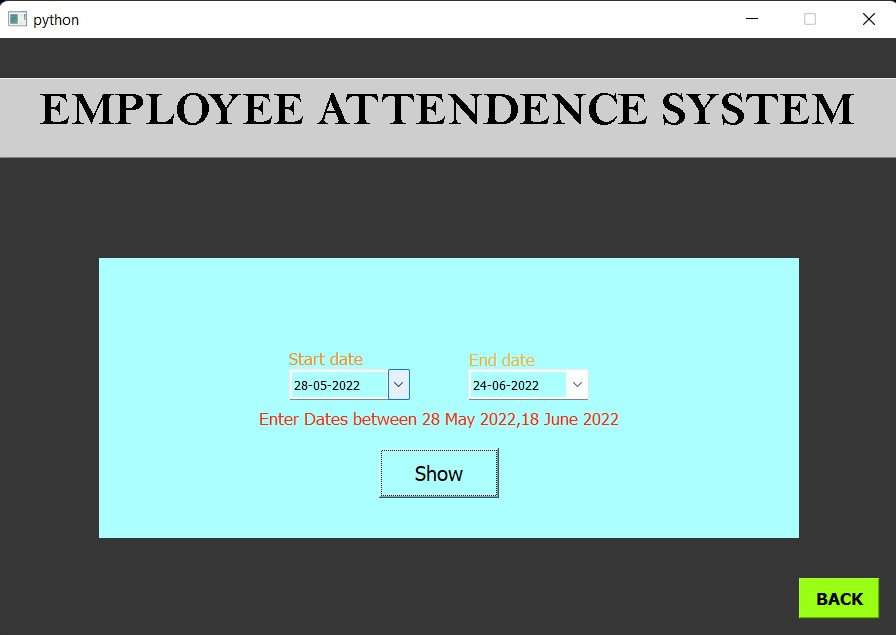 python
EMPLOYEE ATTENDENCE SYSTEM
Start date End date
28-05-2022 24-06-2022
Enter Dates between 28 May 2022,18 June 2022
Show
BACK